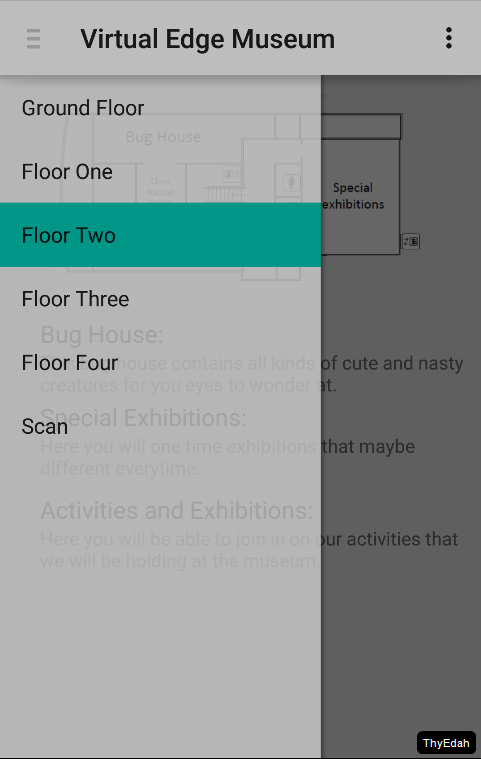 Virtual Edge Museum
Ground Floor
Bug House
Floor One
Special
exhibitions
Floor Two
Floor Three
Bug House:
Floor Four
house contains all kinds of cute and nasty
creatures for you eyes to wonder at.
Special Exhibitions:
Scan
Here you will one time exhibitions that maybe
different everytime.
Activities and Exhibitions:
Here you will be able to join in on our activities that
we will be holding at the museum.
ThyEdah